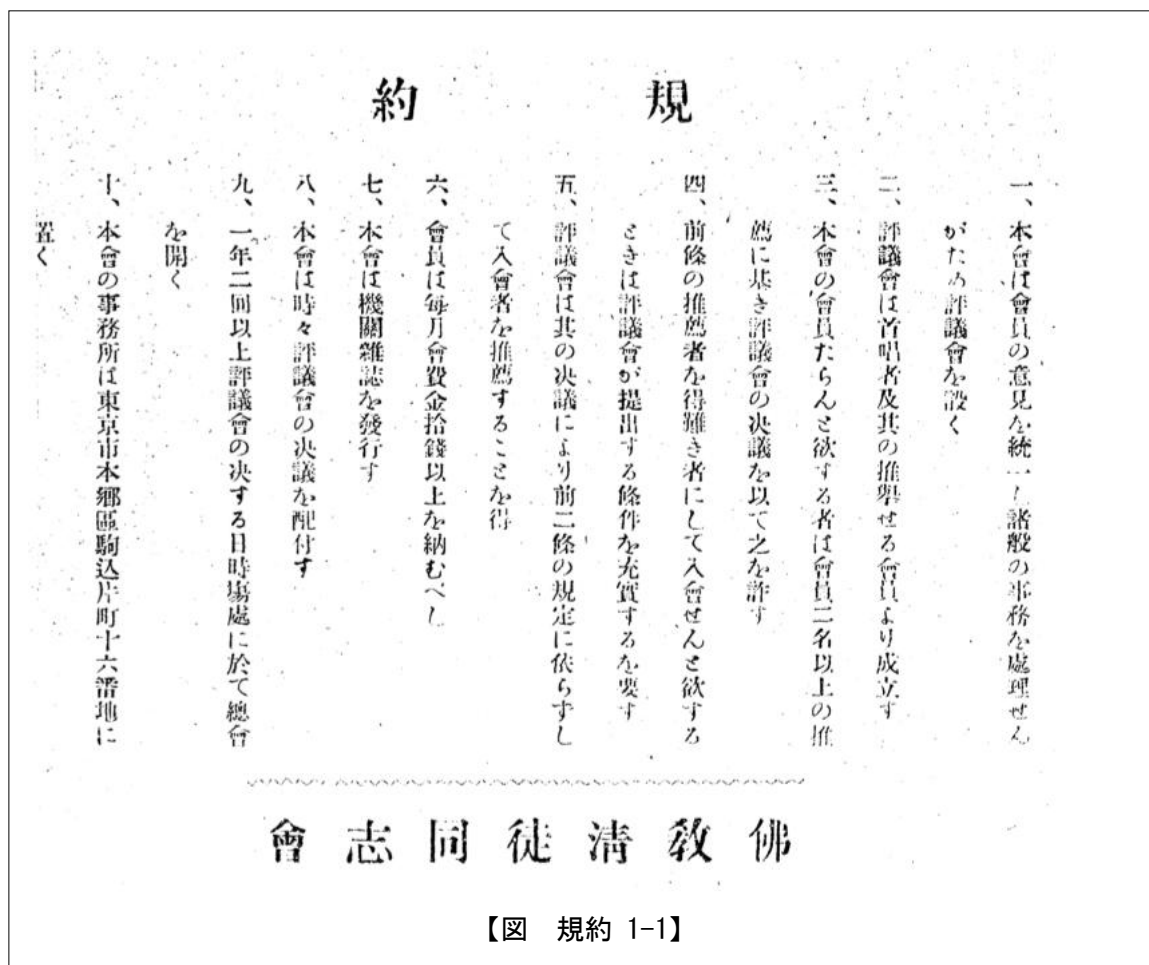 規約
一、本會は會員の意見を統一し諸般の事務を處理せん
がため評議會を設く
二、評議會は首唱者及其の推擧せる會員より成立す
三、本會の會員たらんと欲する者は會員二名以上の推
薦に基き評議會の决議を以て之を許す
四、前條の推薦者を得難き者にして入會せんと欲する
ときは評議會が提出する條件を充實するを要す
五、評議會は其の决議により前二條の規定に依らずし
て入會者を推薦することを得
六、會員は毎月會費金拾錢以上を納むべし
七、本會は機關雜誌を發行す
八、本會は時々評議會の决議を配付す
九、一年二回以上評議會の决する日時塲處に於て總會
を開く
十、本會の事務所は東京市本鄕區駒込片町十六番地に
置く
佛敎淸徒同志會
【図　規約 1-1】